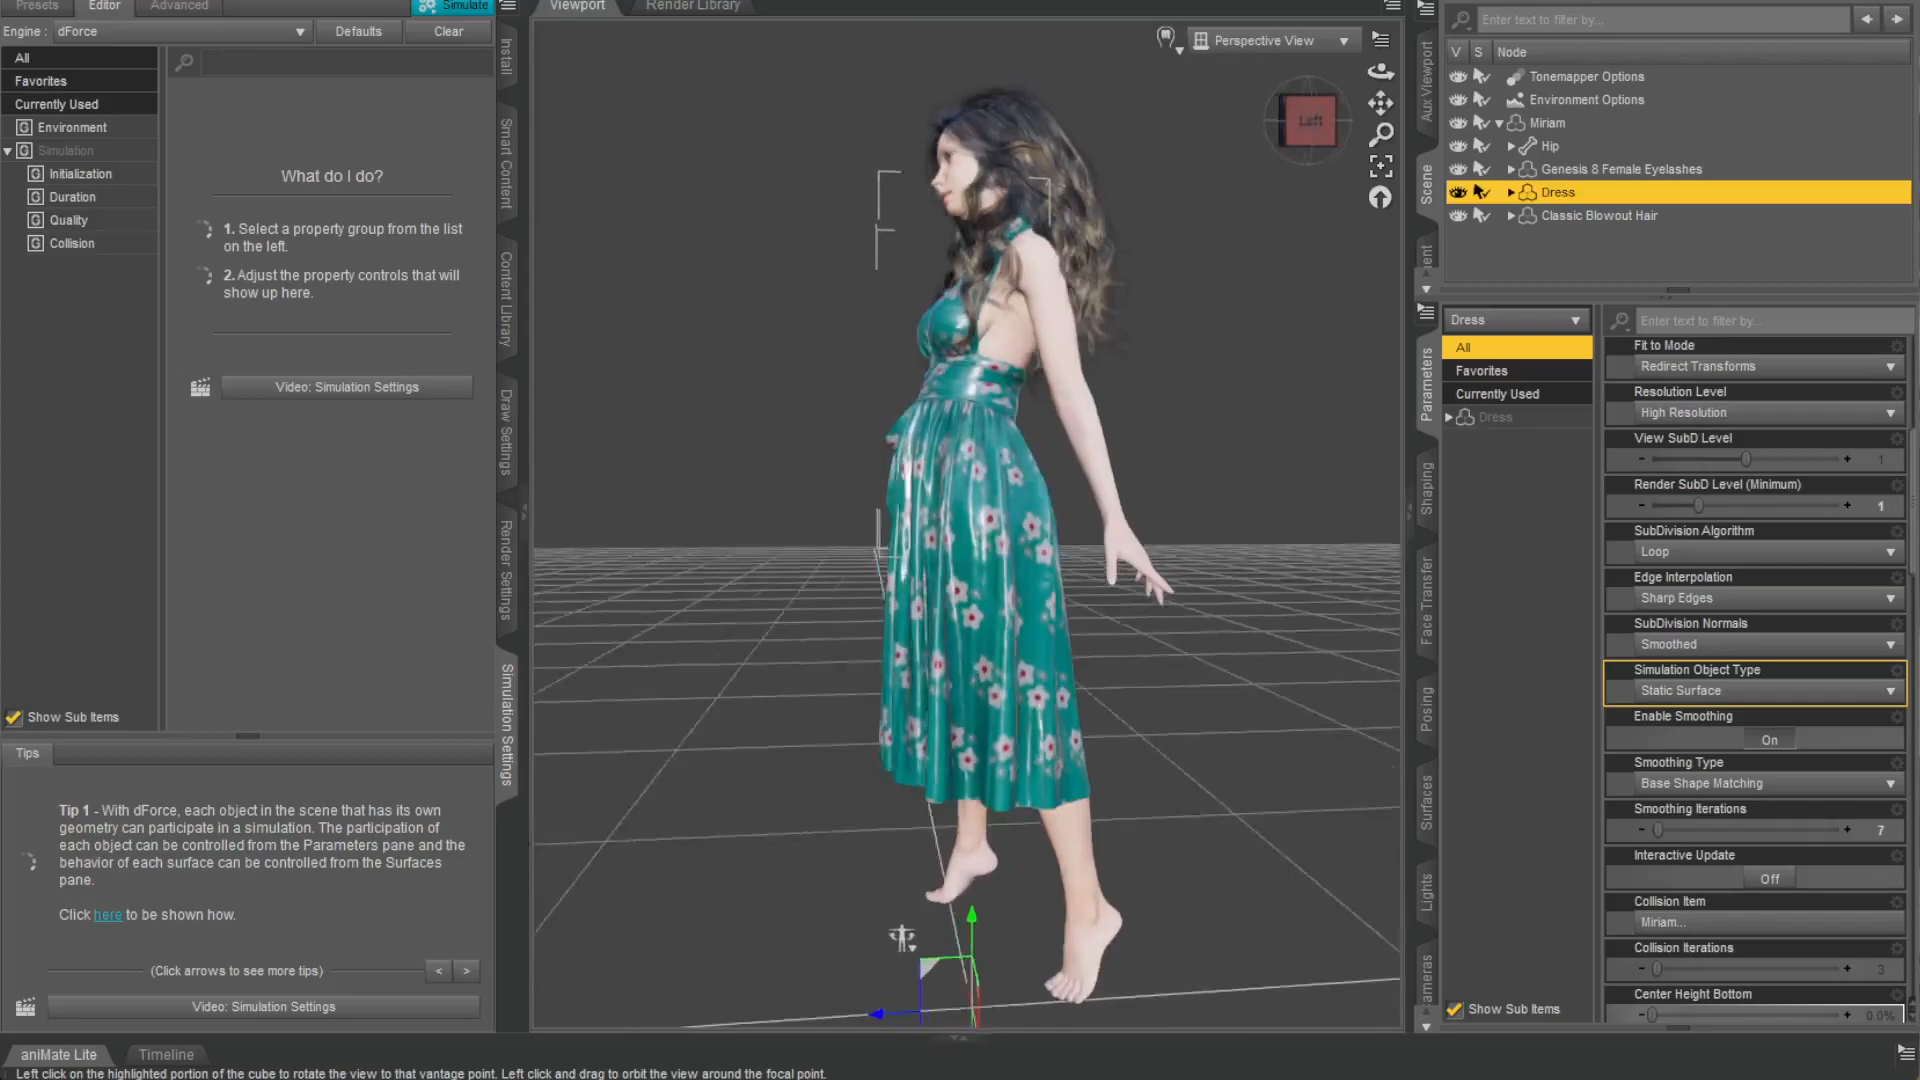 Presets
Editor
Advanced
Simulate
Engine :
dForce
Defaults
Clear
All
Favorites
Currently Used
Environment
Simulation
Initialization
Duration
Quality
Collision
What do I do?
1. Select a property group from the list
on the left.
2. Adjust the property controls that will
show up here.
Video: Simulation Settings
Show Sub Items
Tips
Tip 1 - With dForce, each object in the scene that has its own
geometry can participate in a simulation. The participation of
each object can be controlled from the Parameters pane and the
behavior of each surface can be controlled from the Surfaces
pane.
Click here to be shown how.
(Click arrows to see more tips)
<
>
Video: Simulation Settings
Install
Smart Content
Content Library
Draw Settings
Render Settings
Simulation Settings
Viewport
Render Library
Perspective View
Left
Aux Viewport
Scene
Enter text to filter by...
V
S
Node
Tonemapper Options
Environment Options
Miriam
Hip
Genesis 8 Female Eyelashes
Dress
Classic Blowout Hair
Parameters
Shaping
Face Transfer
Posing
Surfaces
Lights
Dress
All
Favorites
Currently Used
Dress
Show Sub Items
Enter text to filter by...
Fit to Mode
Redirect Transforms
Resolution Level
High Resolution
View SubD Level
- + 1
Render SubD Level (Minimum)
- + 1
SubDivision Algorithm
Loop
Edge Interpolation
Sharp Edges
SubDivision Normals
Smoothed
Simulation Object Type
Static Surface
Enable Smoothing
On
Smoothing Type
Base Shape Matching
Smoothing Iterations
- + 7
Interactive Update
Off
Collision Item
Miriam...
Collision Iterations
- + 3
Center Height Bottom
- + 0.0%
aniMate Lite
Timeline
Left click on the highlighted portion of the cube to rotate the view to that vantage point. Left click and drag to orbit the view around the focal point.